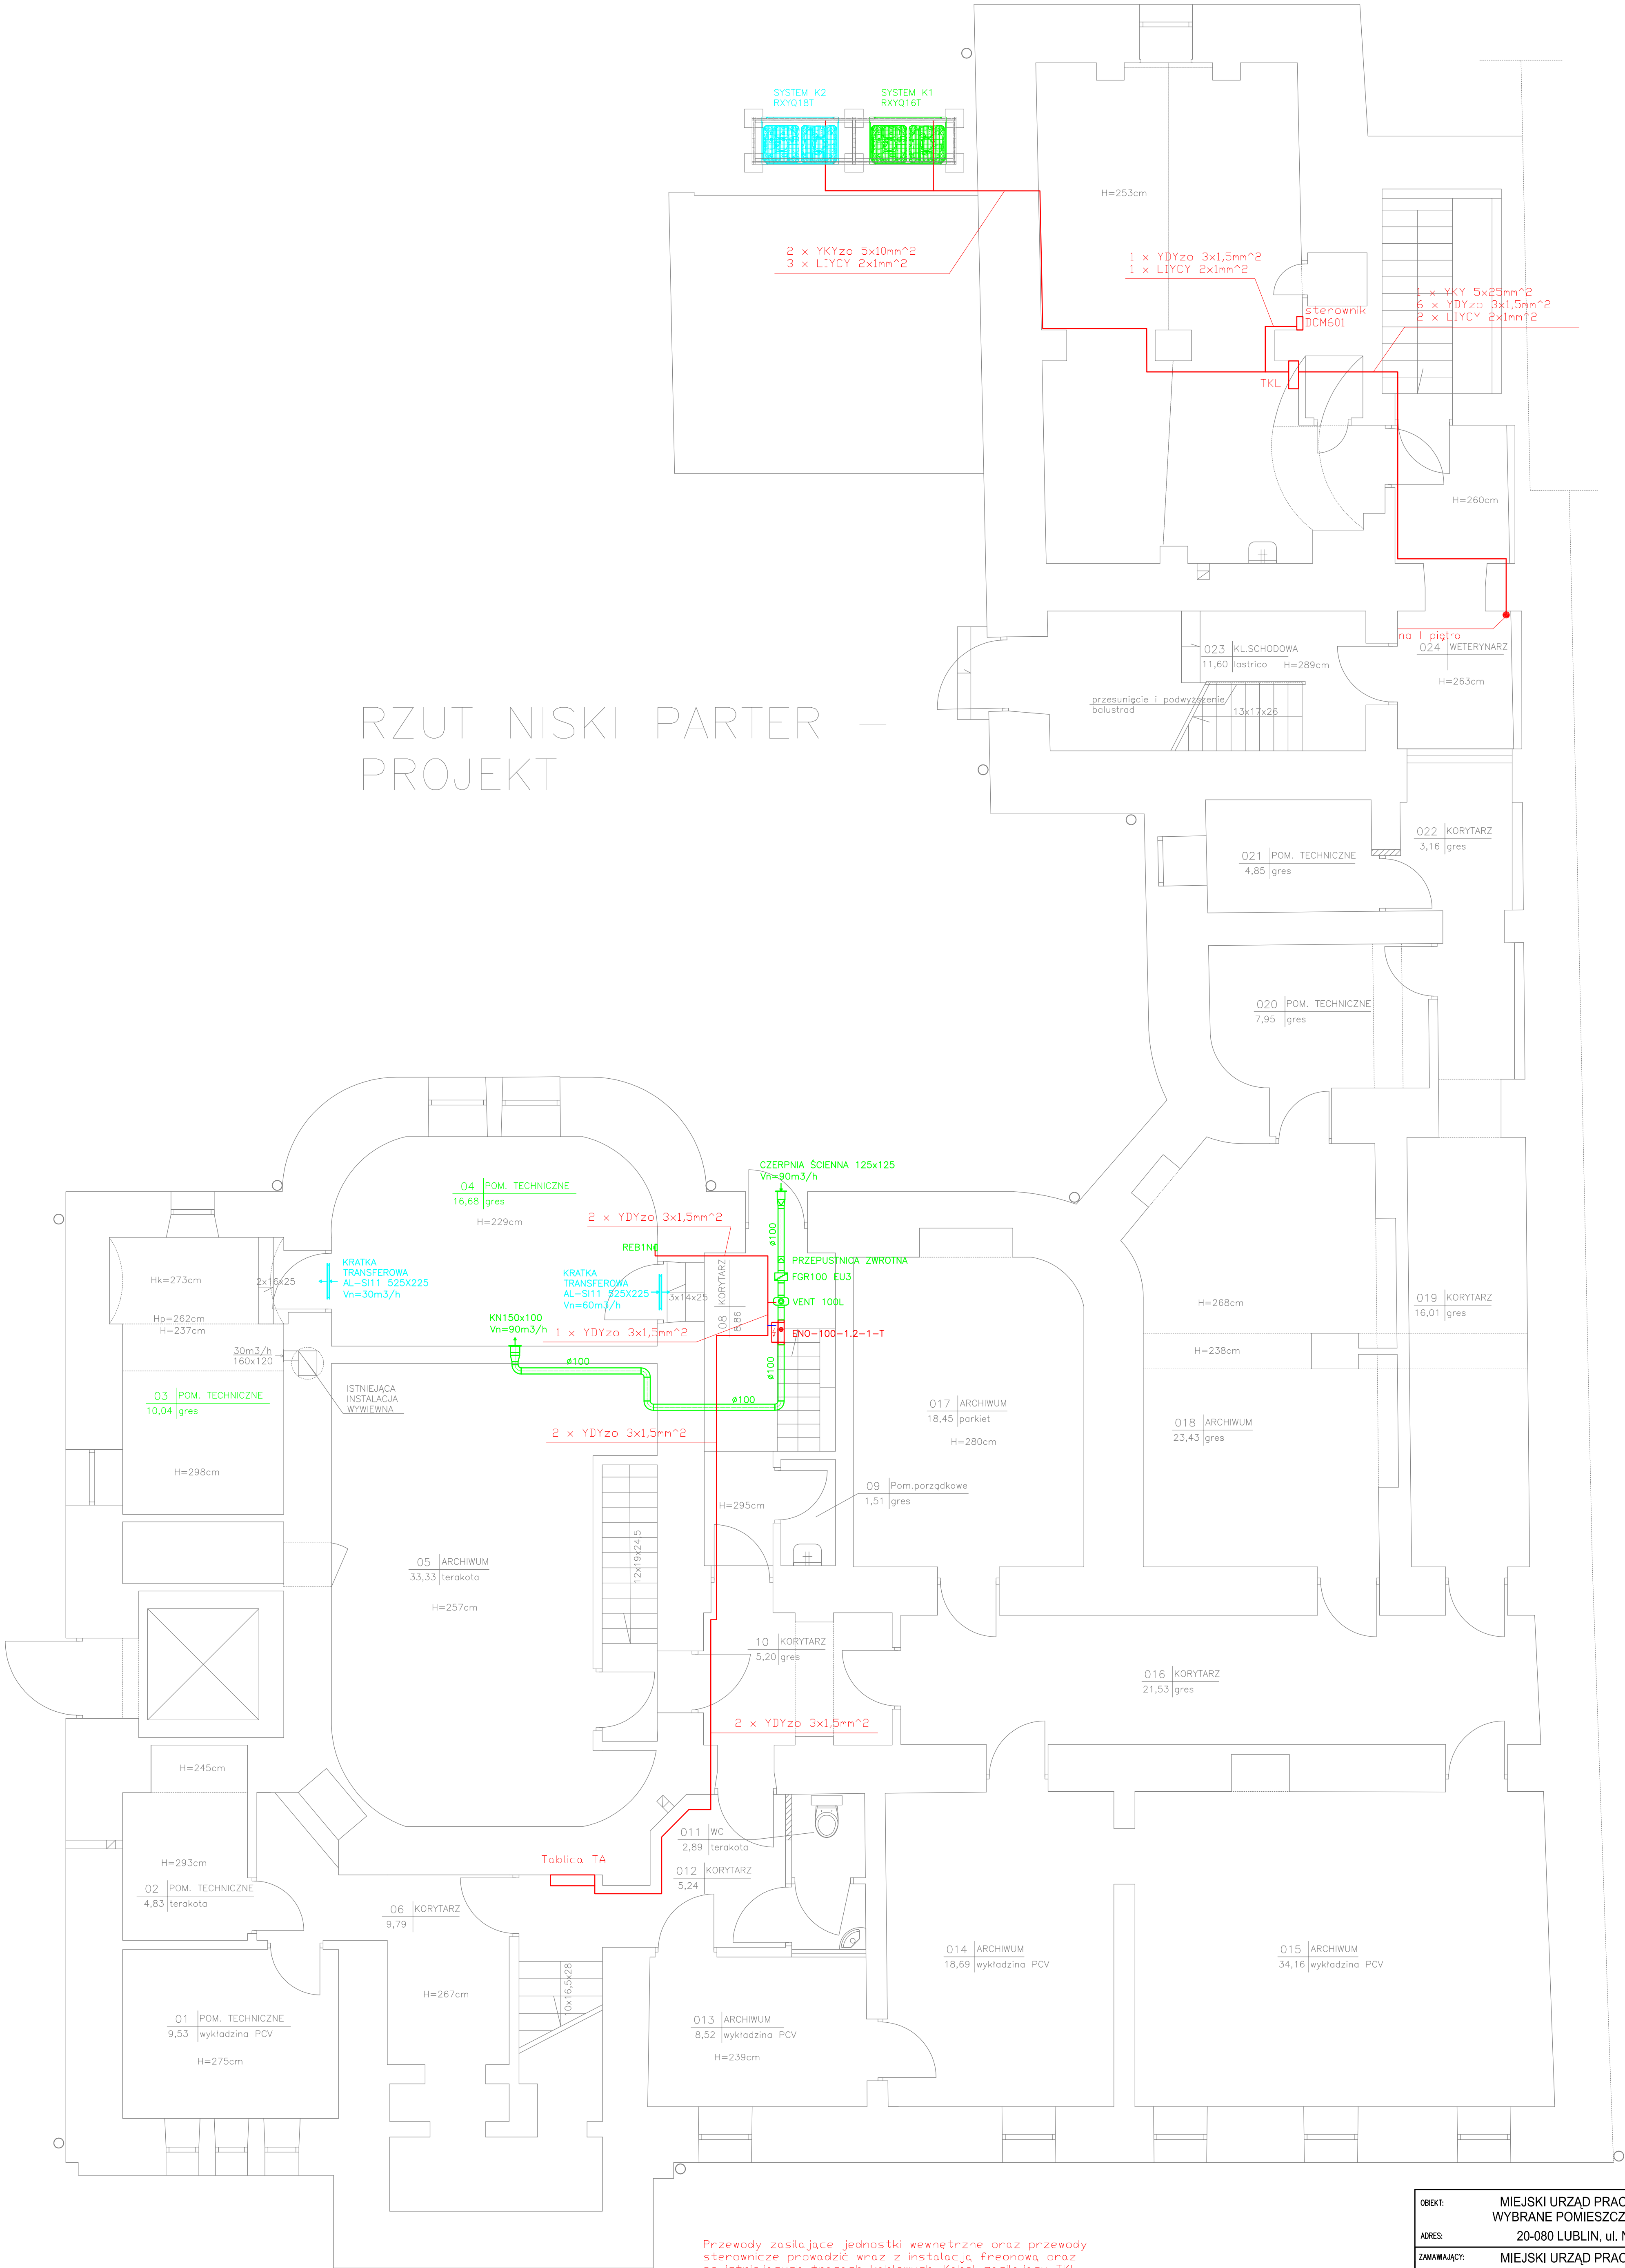 SYSTEM K2
RXYQ18T
SYSTEM K1
RXYQ16T
H=253cm
2 x YKYzo 5x10mm^2
3 x LIYCY 2x1mm^2
1 x YDYzo 3x1,5mm^2
1 x LIYCY 2x1mm^2
1 x YKY 5x25mm^2
6 x YDYzo 3x1,5mm^2
2 x LIYCY 2x1mm^2
sterownik
DCM601
TKL
H=260cm
na I piętro
023 KL.SCHODOWA
11,60 lastrico H=289cm
024 WETERYNARZ
H=263cm
przesunięcie i podwyższenie
balustrad
13x17x26
RZUT NISKI PARTER –
PROJEKT
022 KORYTARZ
3,16 gres
021 POM. TECHNICZNE
4,85 gres
020 POM. TECHNICZNE
7,95 gres
CZERPNIA ŚCIENNA 125x125
Vn=90m3/h
04 POM. TECHNICZNE
16,68 gres
H=229cm
2 x YDYzo 3x1,5mm^2
ø100
REB1N
PRZEPUSTNICA ZWROTNA
KRATKA
TRANSFEROWA
AL-SI11 525X225
Vn=30m3/h
KRATKA
TRANSFEROWA
AL-SI11 525X225
Vn=60m3/h
FGR100 EU3
Hk=273cm
2x16x25
3x14x25
08 KORYTARZ
8,86
VENT 100L
H=268cm
019 KORYTARZ
16,01 gres
Hp=262cm
H=237cm
KN150x100
Vn=90m3/h
1 x YDYzo 3x1,5mm^2
ENO-100-1.2-1-T
H=238cm
30m3/h
160x120
ø100
ø100
ISTNIEJĄCA
INSTALACJA
WYWIEWNA
03 POM. TECHNICZNE
10,04 gres
ø100
017 ARCHIWUM
18,45 parkiet
H=280cm
018 ARCHIWUM
23,43 gres
2 x YDYzo 3x1,5mm^2
H=298cm
09 Pom.porządkowe
1,51 gres
H=295cm
12x19x24,5
05 ARCHIWUM
33,33 terakota
H=257cm
10 KORYTARZ
5,20 gres
016 KORYTARZ
21,53 gres
2 x YDYzo 3x1,5mm^2
H=245cm
011 WC
2,89 terakota
Tablica TA
012 KORYTARZ
5,24
H=293cm
02 POM. TECHNICZNE
4,83 terakota
06 KORYTARZ
9,79
014 ARCHIWUM
18,69 wykładzina PCV
015 ARCHIWUM
34,16 wykładzina PCV
10x16,5x28
H=267cm
01 POM. TECHNICZNE
9,53 wykładzina PCV
H=275cm
013 ARCHIWUM
8,52 wykładzina PCV
H=239cm
OBIEKT: MIEJSKI URZĄD PRAC
WYBRANE POMIESZCZ
ADRES: 20-080 LUBLIN, ul. N
ZAMAWIAJĄCY: MIEJSKI URZĄD PRAC
Przewody zasilające jednostki wewnętrzne oraz przewody
sterownicze prowadzić wraz z instalacją freonową oraz